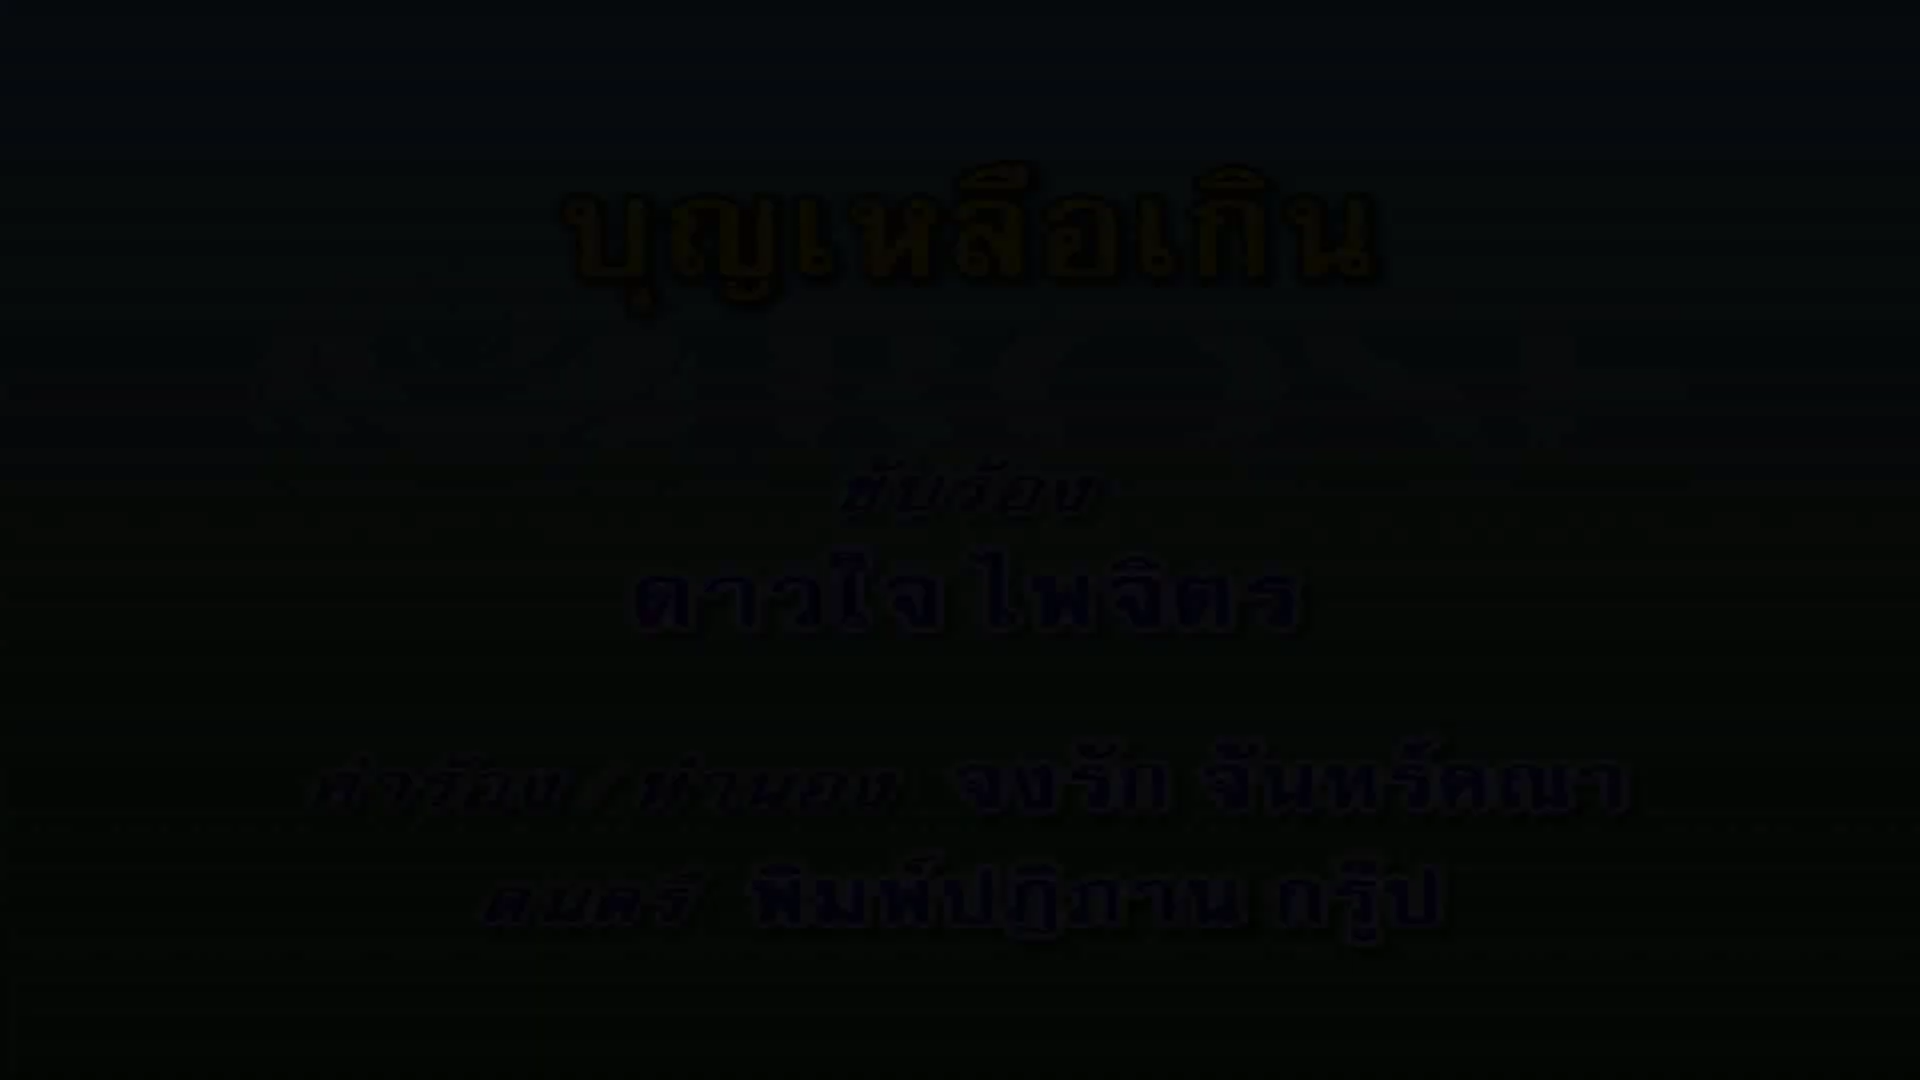 บุญเหลือเกิน
ขับร้อง
ดาวใจ ไพจิตร
คำร้อง / ทำนอง จงรัก จันทร์คณา
ดนตรี พิมพ์ปฏิภาน กรุ๊ป